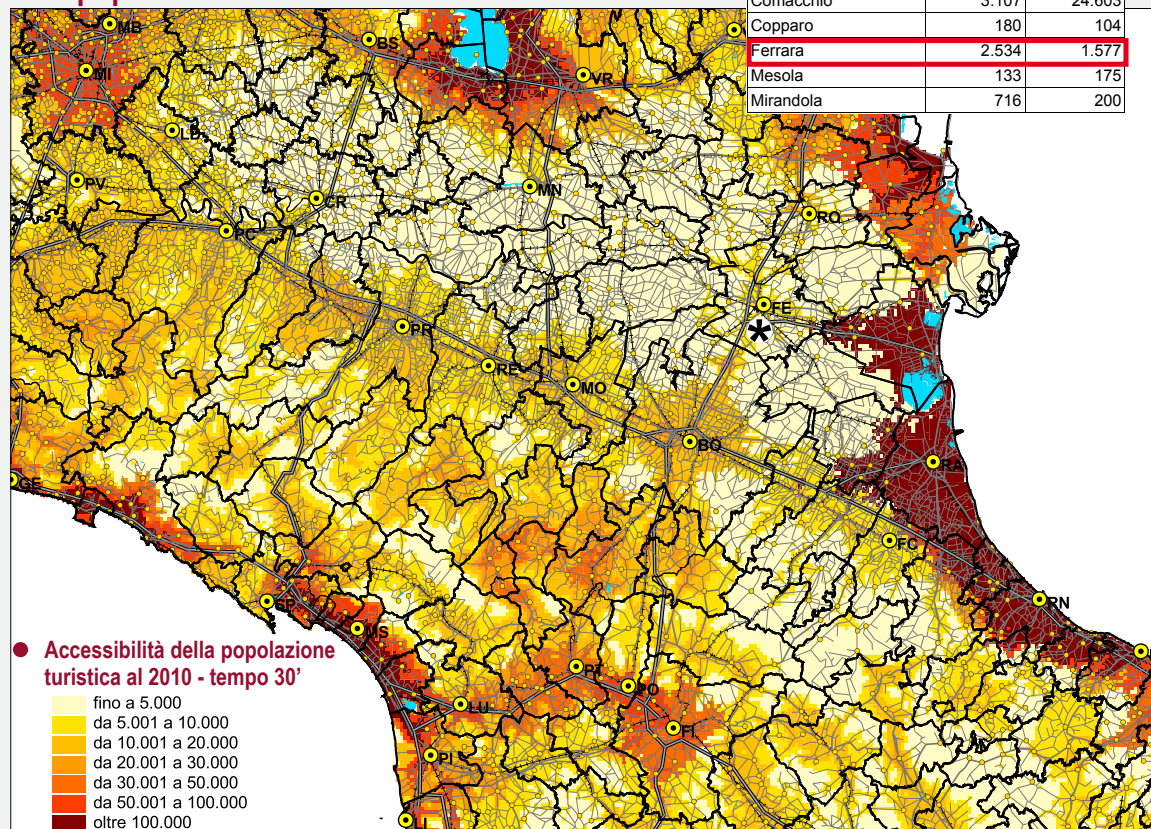 Comacchio 3.107 24.603
Copparo 180 104
Ferrara 2.534 1.577
Mesola 133 175
Mirandola 716 200
MB
BS
MI
VR
LD
PV
MN
CR
RO
PC
FE
*
PR
RE
MO
BO
RA
GE
FC
SP
RN
MS
PT
PO
LU
FI
PI
Accessibilità della popolazione
turistica al 2010 - tempo 30'
fino a 5.000
da 5.001 a 10.000
da 10.001 a 20.000
da 20.001 a 30.000
da 30.001 a 50.000
da 50.001 a 100.000
oltre 100.000